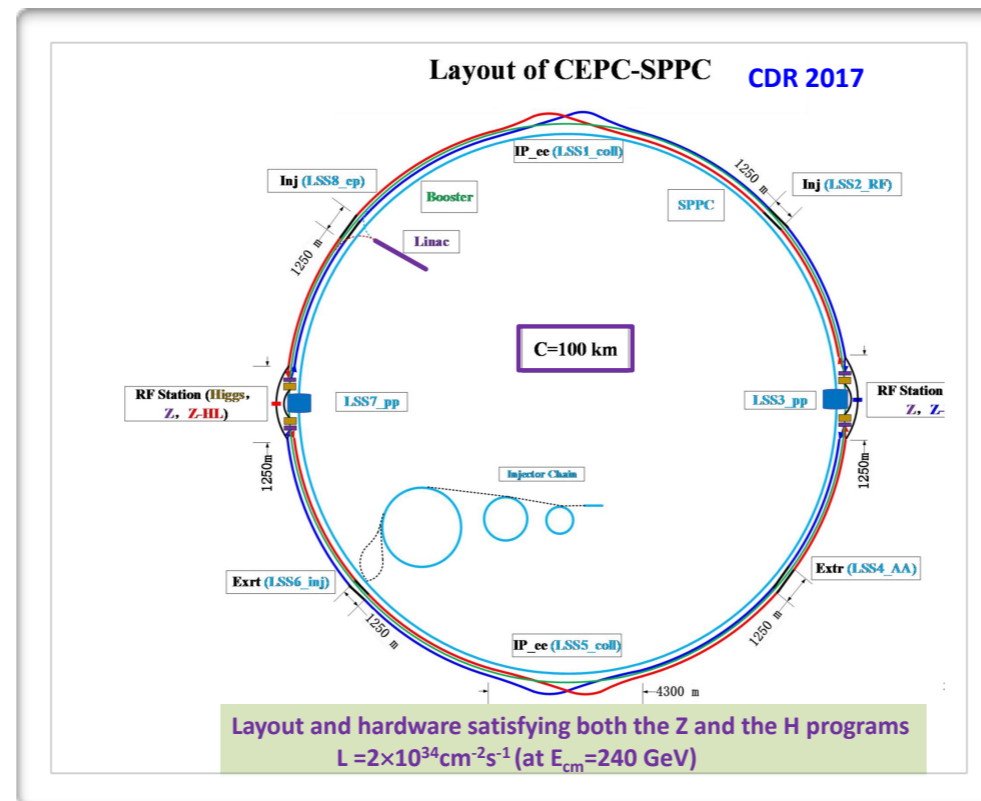 Layout of CEPC-SPPC
CDR 2017
IP_ee (LSS1_coll)
1250 m
Inj (LSS8_ep)
Inj (LSS2_RF)
Booster
SPPC
Linac
1250 m
C=100 km
RF Station (Higgs,
Z, Z-HL)
LSS7_pp
LSS3_pp
RF Station
Z, Z-
1250m
1250m
Injector Chain
Exrt (LSS6_inj)
Extr (LSS4_AA)
1250 m
1250 m
IP_ee (LSS5_coll)
4300 m
Layout and hardware satisfying both the Z and the H programs
L =2×10³⁴cm⁻²s⁻¹ (at E_cm=240 GeV)